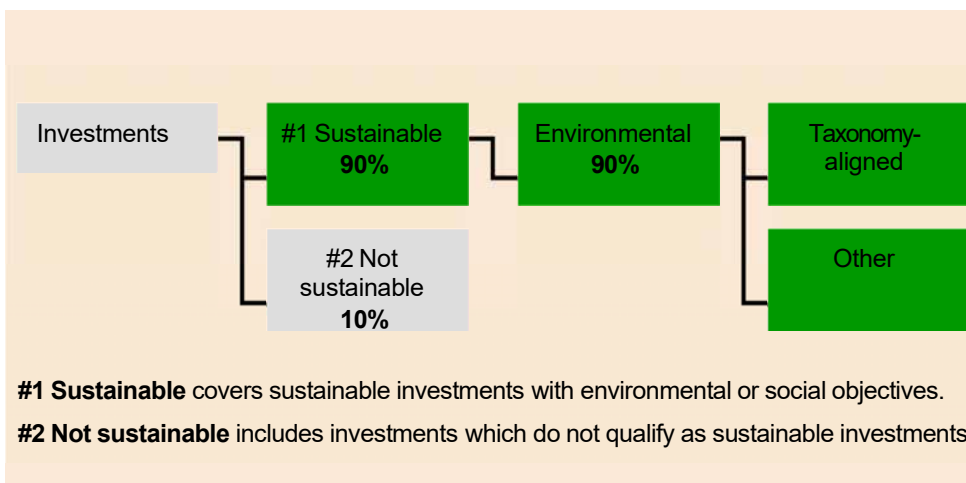 Investments
#1 Sustainable
90%
Environmental
90%
Taxonomy-
aligned
#2 Not
sustainable
10%
Other
#1 Sustainable covers sustainable investments with environmental or social objectives.
#2 Not sustainable includes investments which do not qualify as sustainable investments